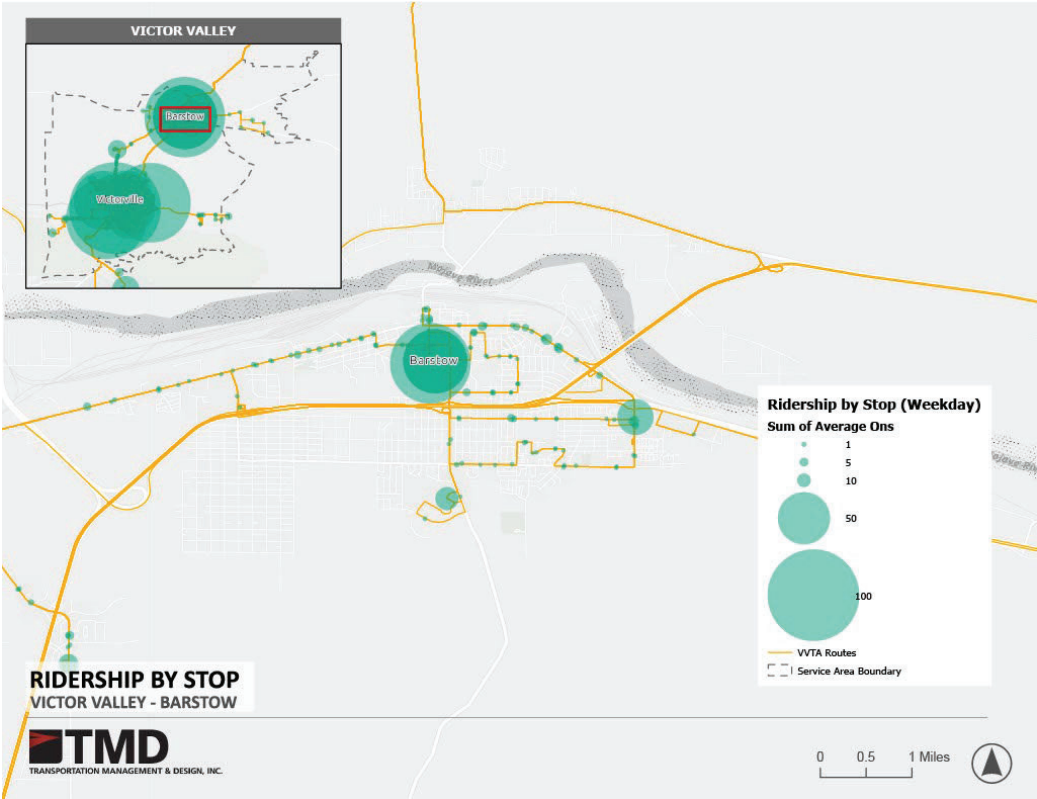 VICTOR VALLEY
Barstow
Victorville
Mojave River
Barstow
Ridership by Stop (Weekday)
Sum of Average Ons
1
5
10
50
100
VVTA Routes
Service Area Boundary
RIDERSHIP BY STOP
VICTOR VALLEY - BARSTOW
TMD
TRANSPORTATION MANAGEMENT & DESIGN, INC.
0 0.5 1 Miles